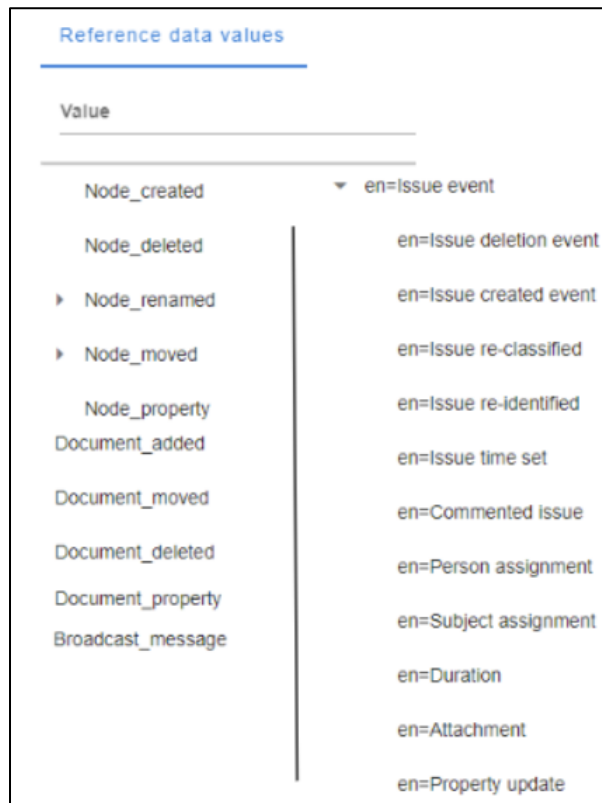 Reference data values
Value
Node_created
Node_deleted
Node_renamed
Node_moved
Node_property
Document_added
Document_moved
Document_deleted
Document_property
Broadcast_message
en=Issue event
en=Issue deletion event
en=Issue created event
en=Issue re-classified
en=Issue re-identified
en=Issue time set
en=Commented issue
en=Person assignment
en=Subject assignment
en=Duration
en=Attachment
en=Property update